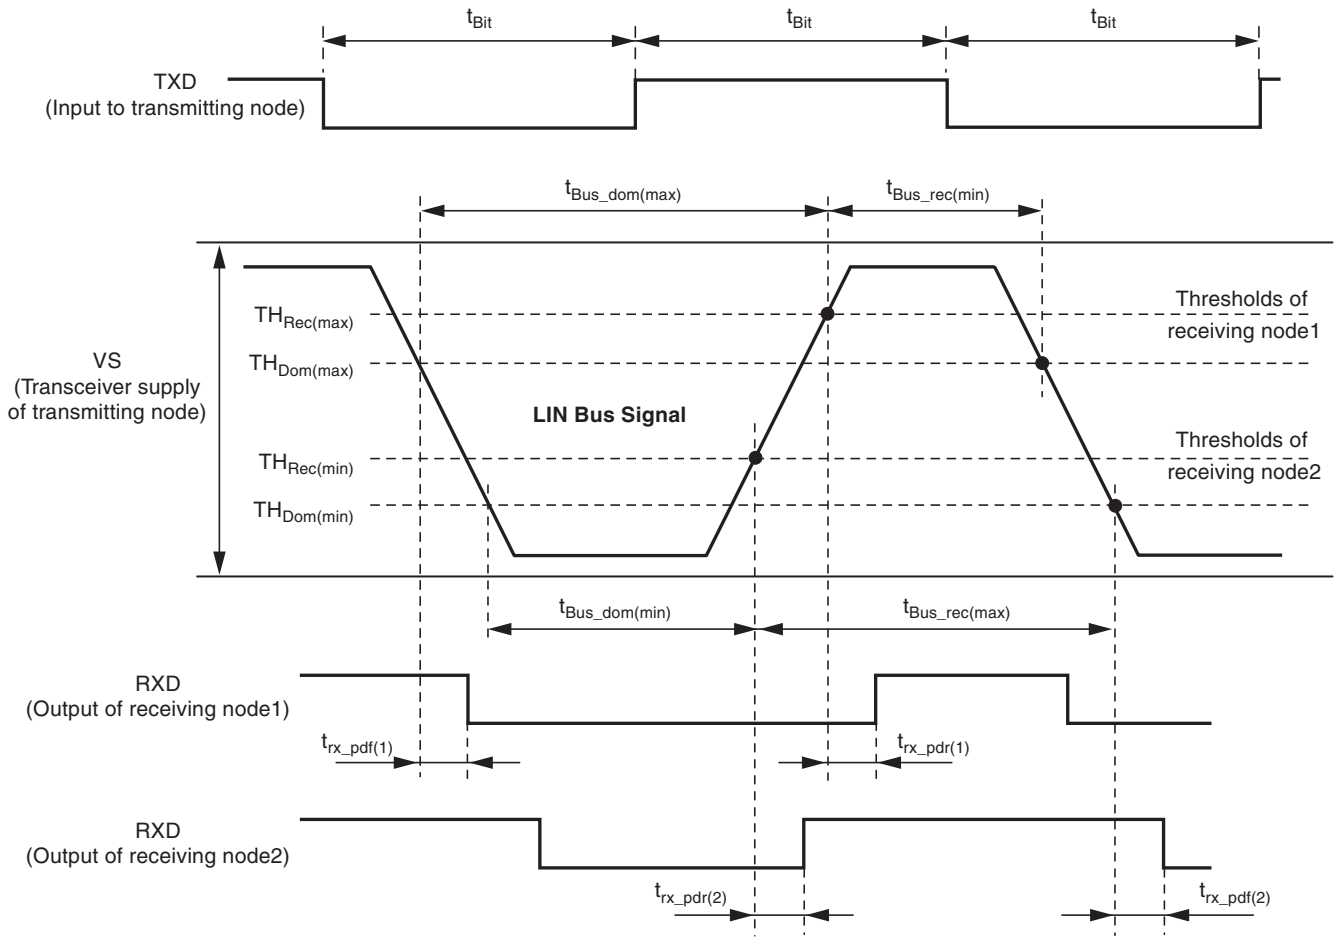 tBit
tBit
tBit
TXD
(Input to transmitting node)
tBus_dom(max)
tBus_rec(min)
THRec(max)
Thresholds of
receiving node1
THDom(max)
VS
(Transceiver supply
of transmitting node)
LIN Bus Signal
THRec(min)
Thresholds of
receiving node2
THDom(min)
tBus_dom(min)
tBus_rec(max)
RXD
(Output of receiving node1)
trx_pdf(1)
trx_pdr(1)
RXD
(Output of receiving node2)
trx_pdr(2)
trx_pdf(2)